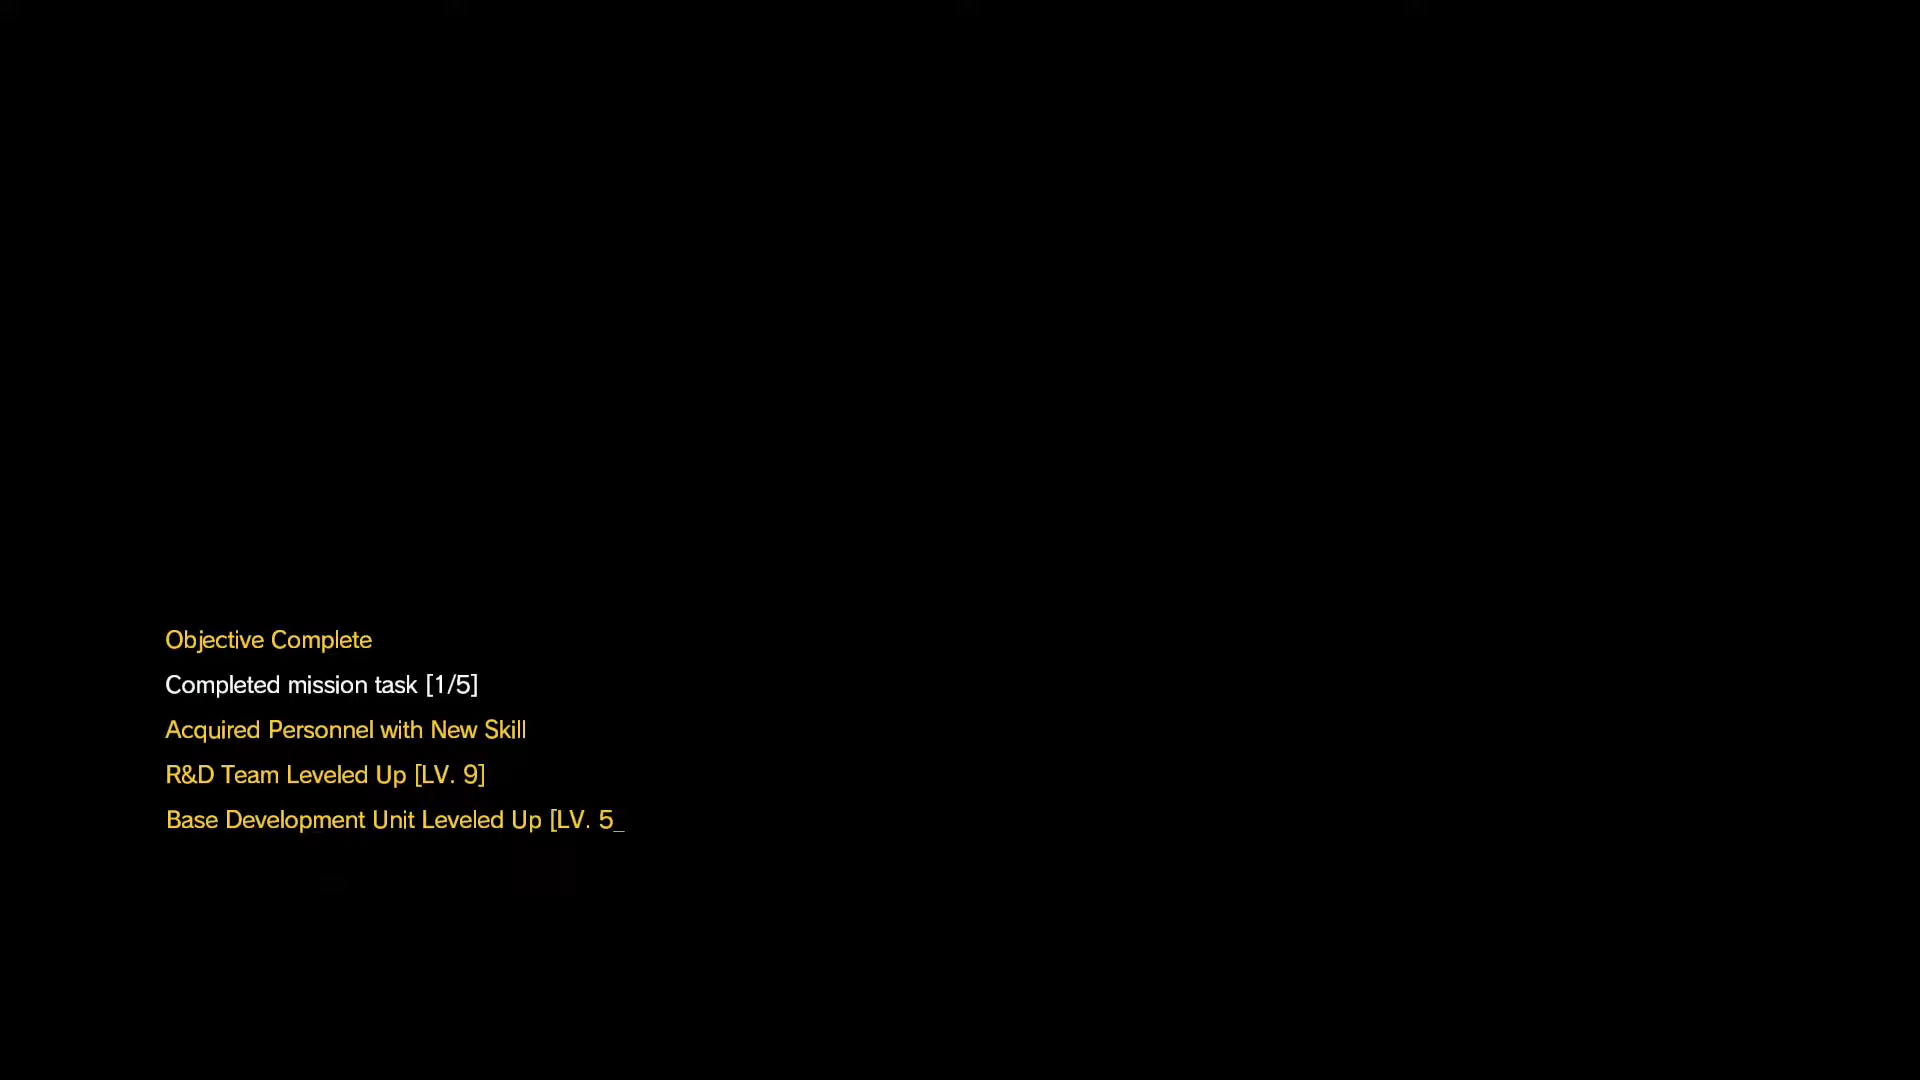 Objective Complete
Completed mission task [1/5]
Acquired Personnel with New Skill
R&D Team Leveled Up [LV. 9]
Base Development Unit Leveled Up [LV. 5_